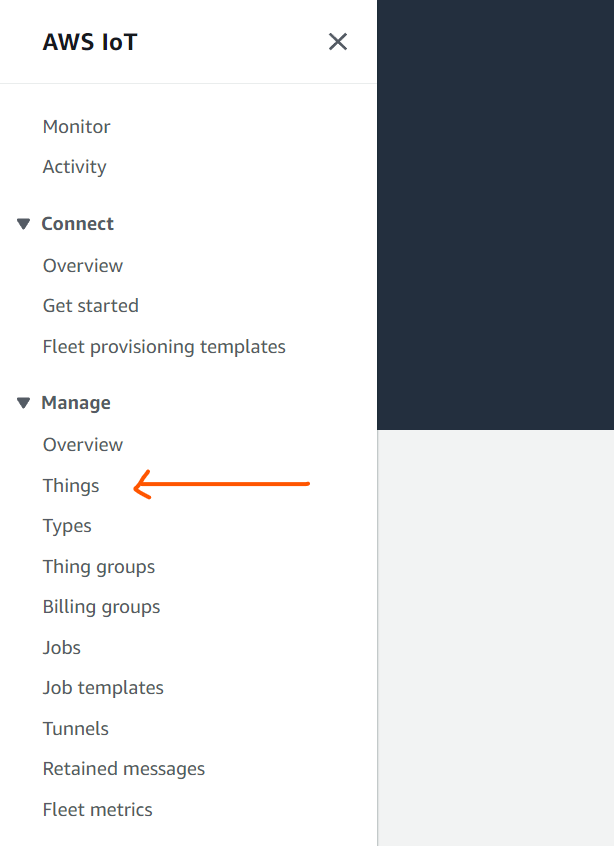 AWS IoT
Monitor
Activity
Connect
Overview
Get started
Fleet provisioning templates
Manage
Overview
Things
Types
Thing groups
Billing groups
Jobs
Job templates
Tunnels
Retained messages
Fleet metrics